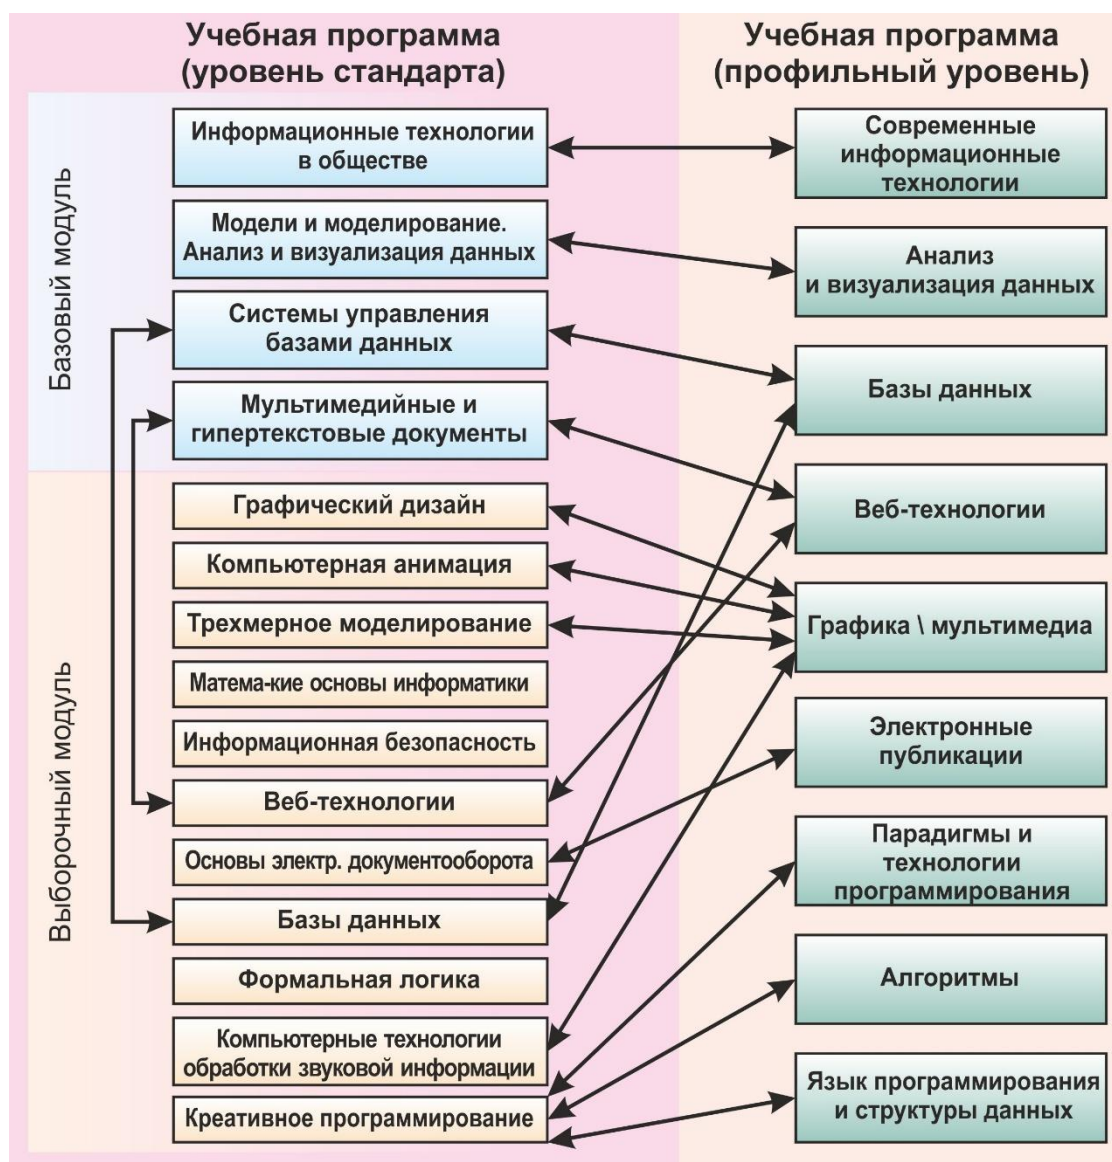 Учебная программа
(уровень стандарта)
Базовый модуль
Информационные технологии
в обществе
Модели и моделирование.
Анализ и визуализация данных
Системы управления
базами данных
Мультимедийные и
гипертекстовые документы
Выборочный модуль
Графический дизайн
Компьютерная анимация
Трехмерное моделирование
Матема-кие основы информатики
Информационная безопасность
Веб-технологии
Основы электр. документооборота
Базы данных
Формальная логика
Компьютерные технологии
обработки звуковой информации
Креативное программирование
Учебная программа
(профильный уровень)
Современные
информационные
технологии
Анализ
и визуализация данных
Базы данных
Веб-технологии
Графика \ мультимедиа
Электронные
публикации
Парадигмы и
технологии
программирования
Алгоритмы
Язык программирования
и структуры данных